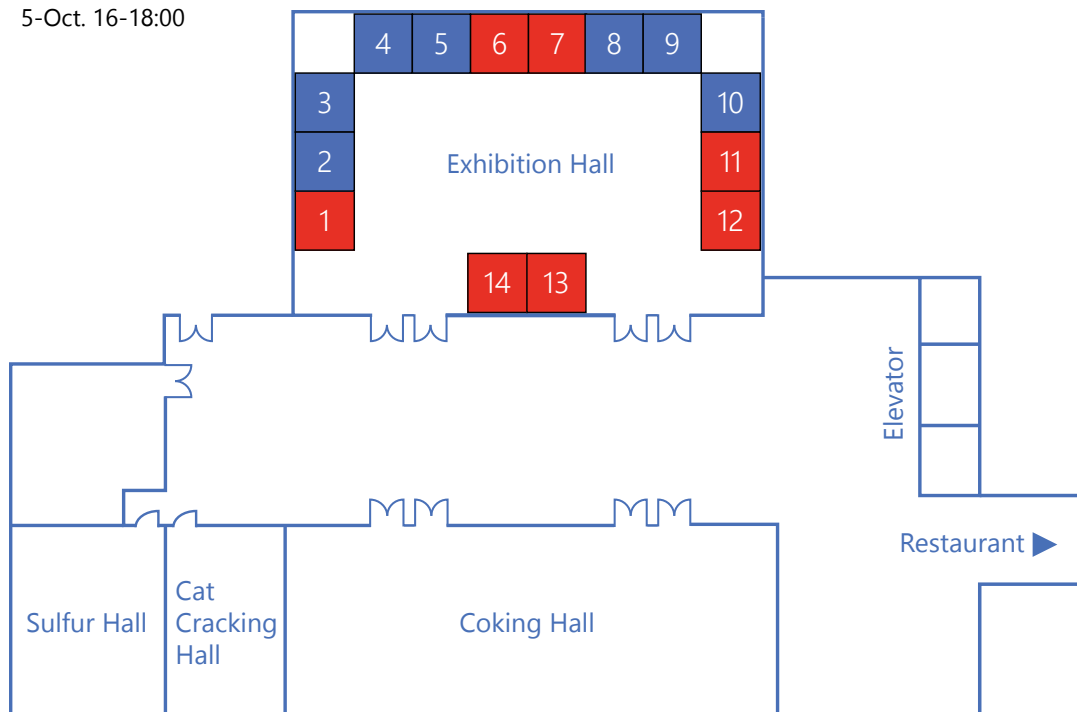 5-Oct. 16-18:00
4 5 6 7 8 9
3
10
2
Exhibition Hall
11
1
12
14 13
Elevator
Restaurant
Sulfur Hall
Cat
Cracking
Hall
Coking Hall